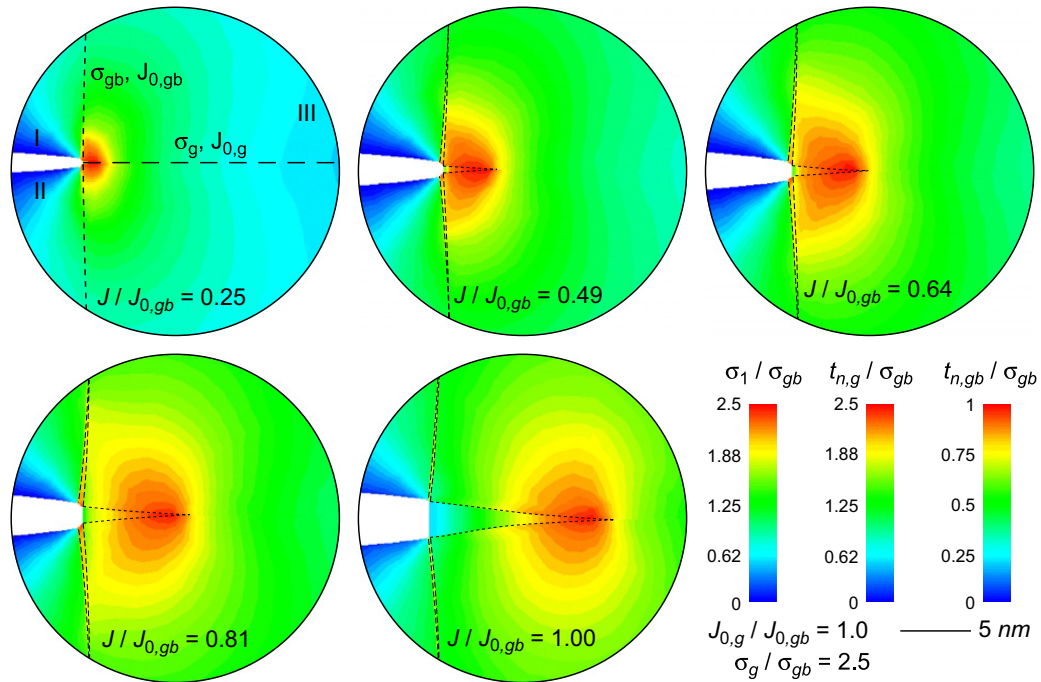 σgb, J0,gb
III
I
σg, J0,g
II
J / J0,gb = 0.25
J / J0,gb = 0.49
J / J0,gb = 0.64
J / J0,gb = 0.81
J / J0,gb = 1.00
σ1 / σgb tn,g / σgb tn,gb / σgb
2.5 2.5 1
1.88 1.88 0.75
1.25 1.25 0.5
0.62 0.62 0.25
0 0 0
J0,g / J0,gb = 1.0 5 nm
σg / σgb = 2.5